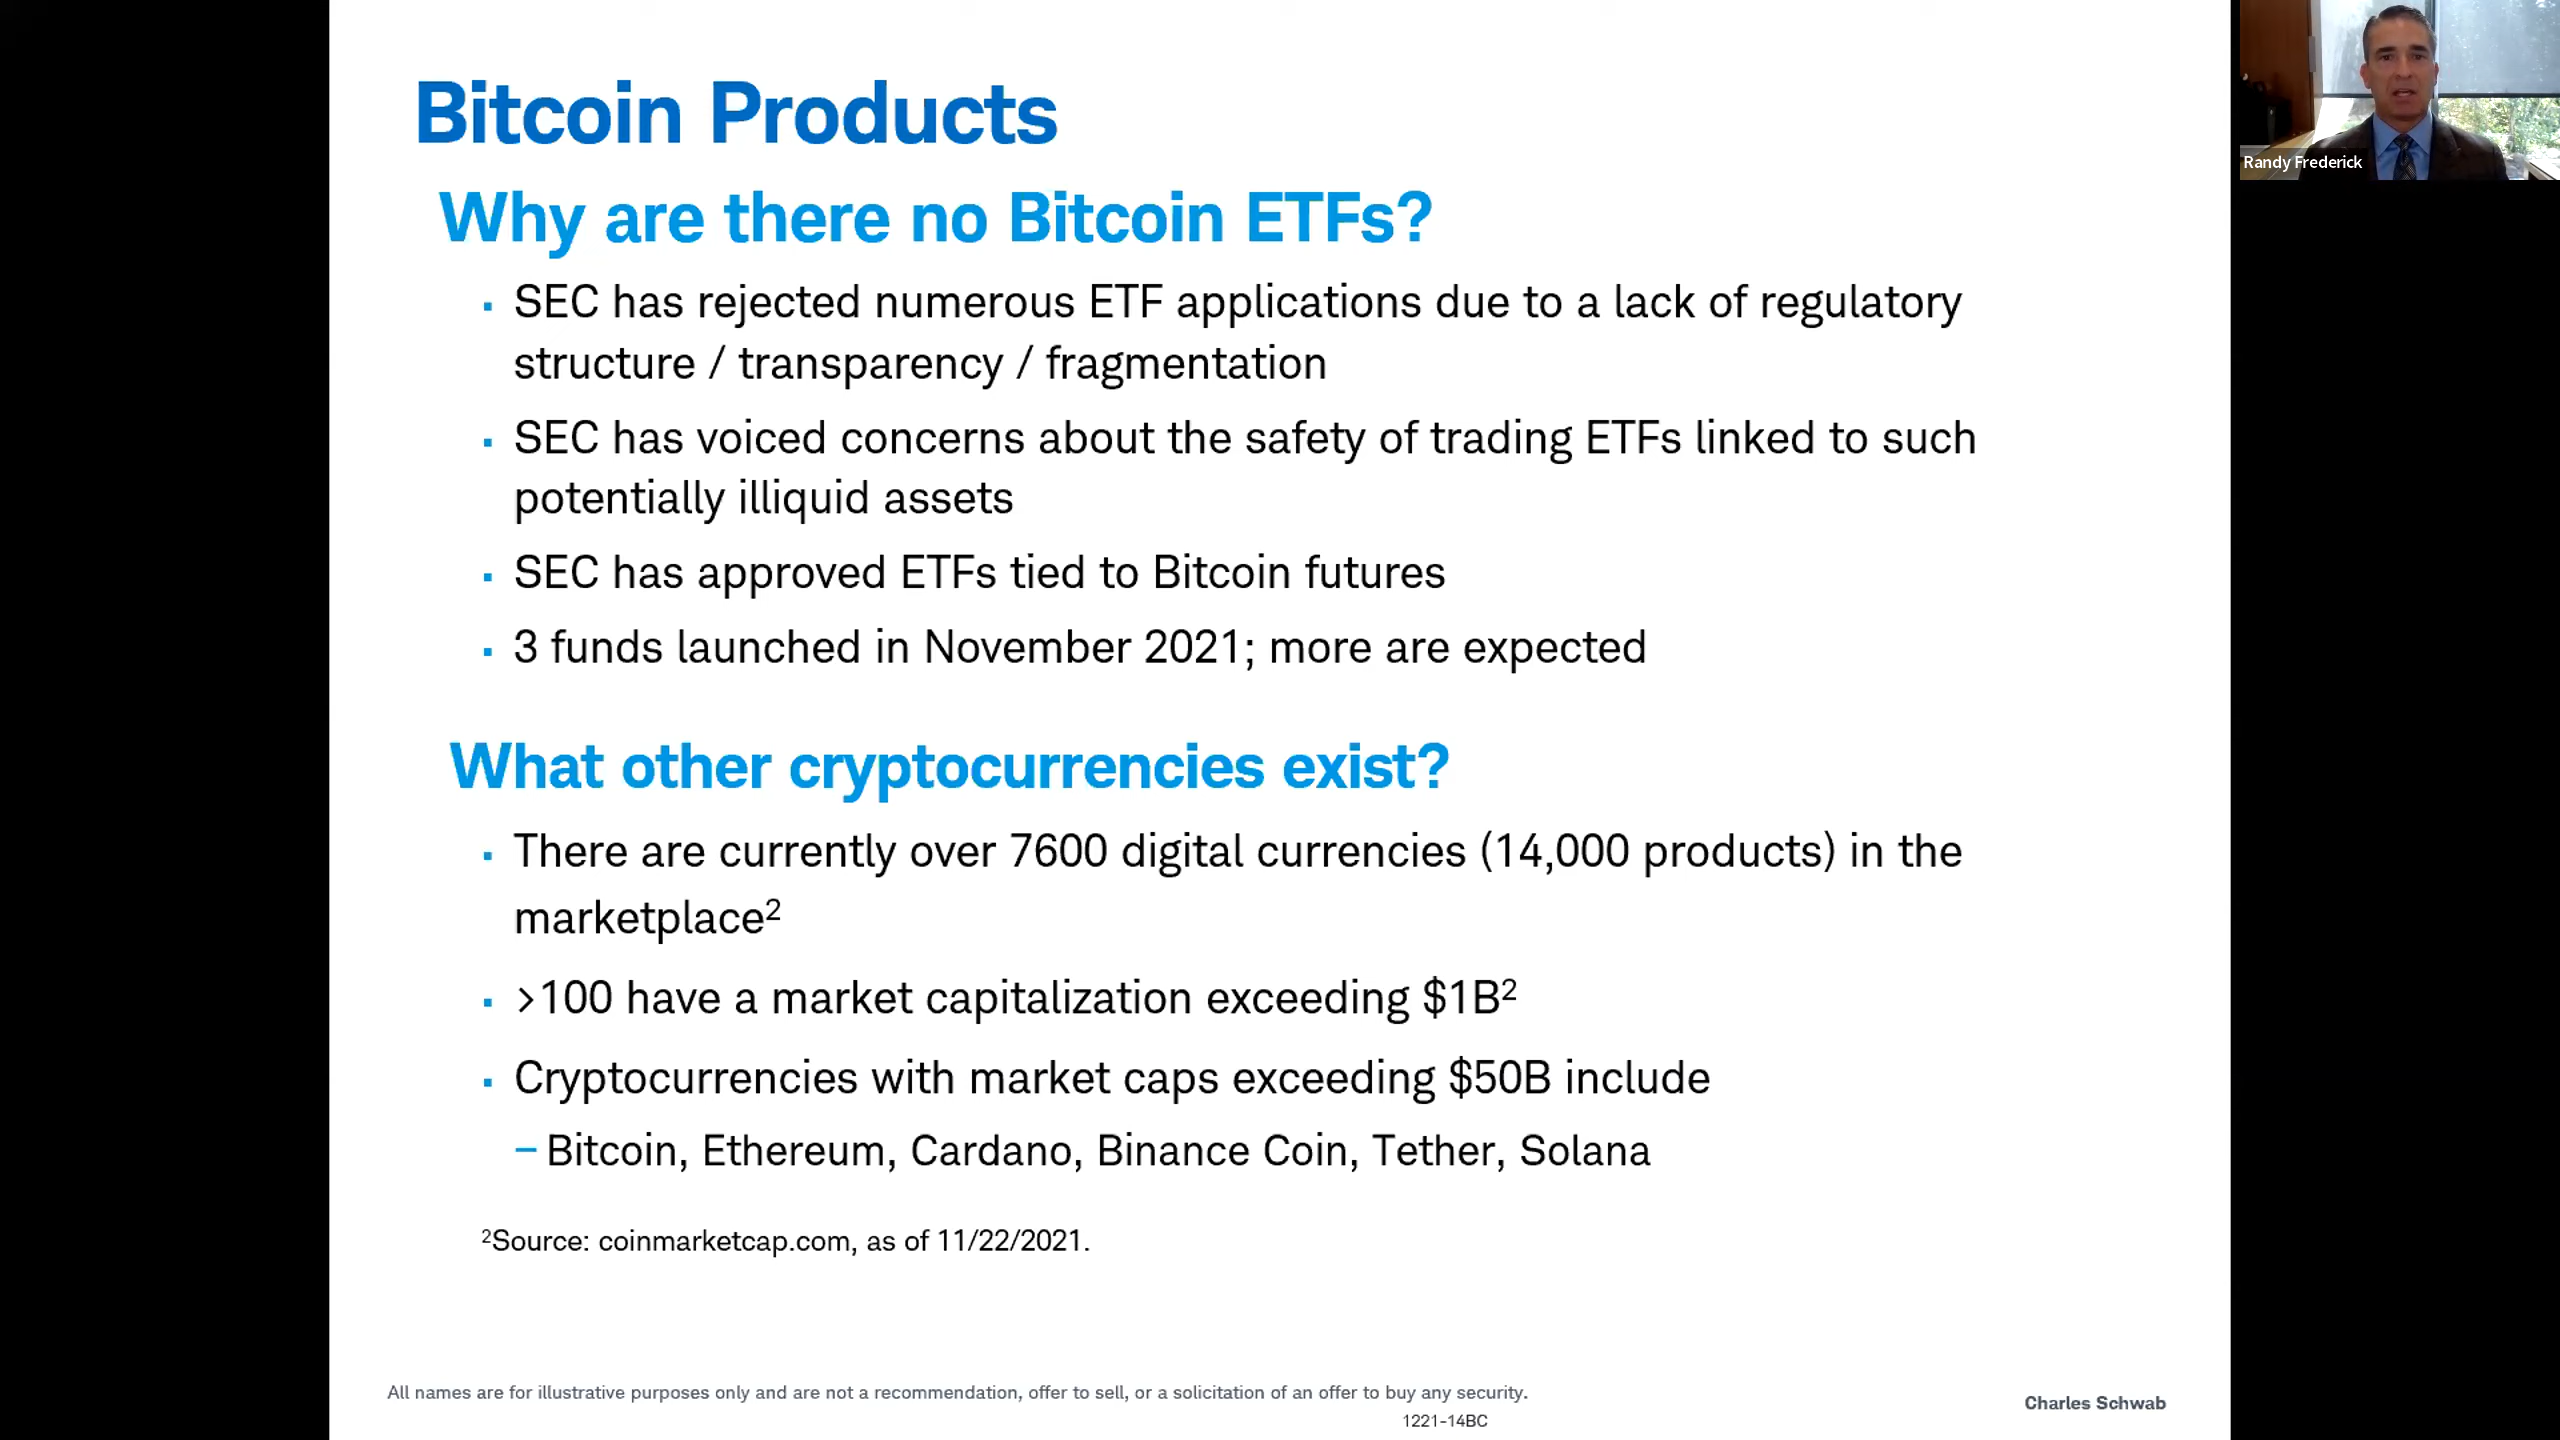 Bitcoin Products
Why are there no Bitcoin ETFs?
▪ SEC has rejected numerous ETF applications due to a lack of regulatory
structure / transparency / fragmentation
▪ SEC has voiced concerns about the safety of trading ETFs linked to such
potentially illiquid assets
▪ SEC has approved ETFs tied to Bitcoin futures
▪ 3 funds launched in November 2021; more are expected
What other cryptocurrencies exist?
▪ There are currently over 7600 digital currencies (14,000 products) in the
marketplace²
▪ >100 have a market capitalization exceeding $1B²
▪ Cryptocurrencies with market caps exceeding $50B include
– Bitcoin, Ethereum, Cardano, Binance Coin, Tether, Solana
²Source: coinmarketcap.com, as of 11/22/2021.
All names are for illustrative purposes only and are not a recommendation, offer to sell, or a solicitation of an offer to buy any security.
1221-14BC
Charles Schwab
Randy Frederick